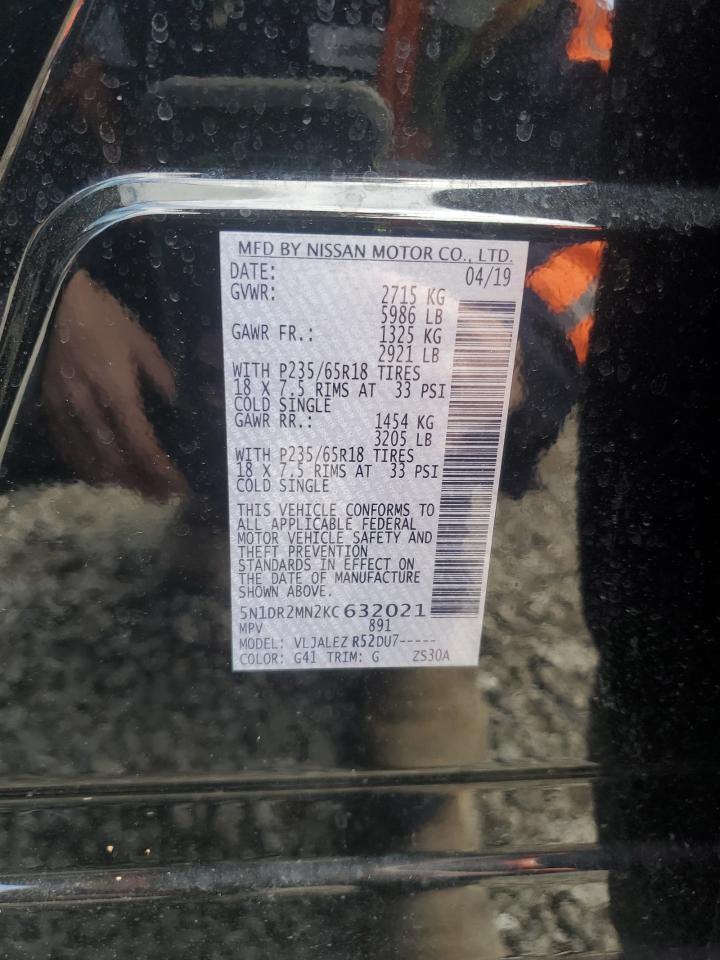 MFD BY NISSAN MOTOR CO., LTD.
DATE: 04/19
GVWR: 2715 KG
5986 LB
GAWR FR.: 1325 KG
2921 LB
WITH P235/65R18 TIRES
18 X 7.5 RIMS AT 33 PSI
COLD SINGLE
GAWR RR.: 1454 KG
3205 LB
WITH P235/65R18 TIRES
18 X 7.5 RIMS AT 33 PSI
COLD SINGLE
THIS VEHICLE CONFORMS TO
ALL APPLICABLE FEDERAL
MOTOR VEHICLE SAFETY AND
THEFT PREVENTION
STANDARDS IN EFFECT ON
THE DATE OF MANUFACTURE
SHOWN ABOVE.
5N1DR2MN2KC632021
MPV 891
MODEL: VLJALEZ R52DU7-----
COLOR: G41 TRIM: G ZS30A